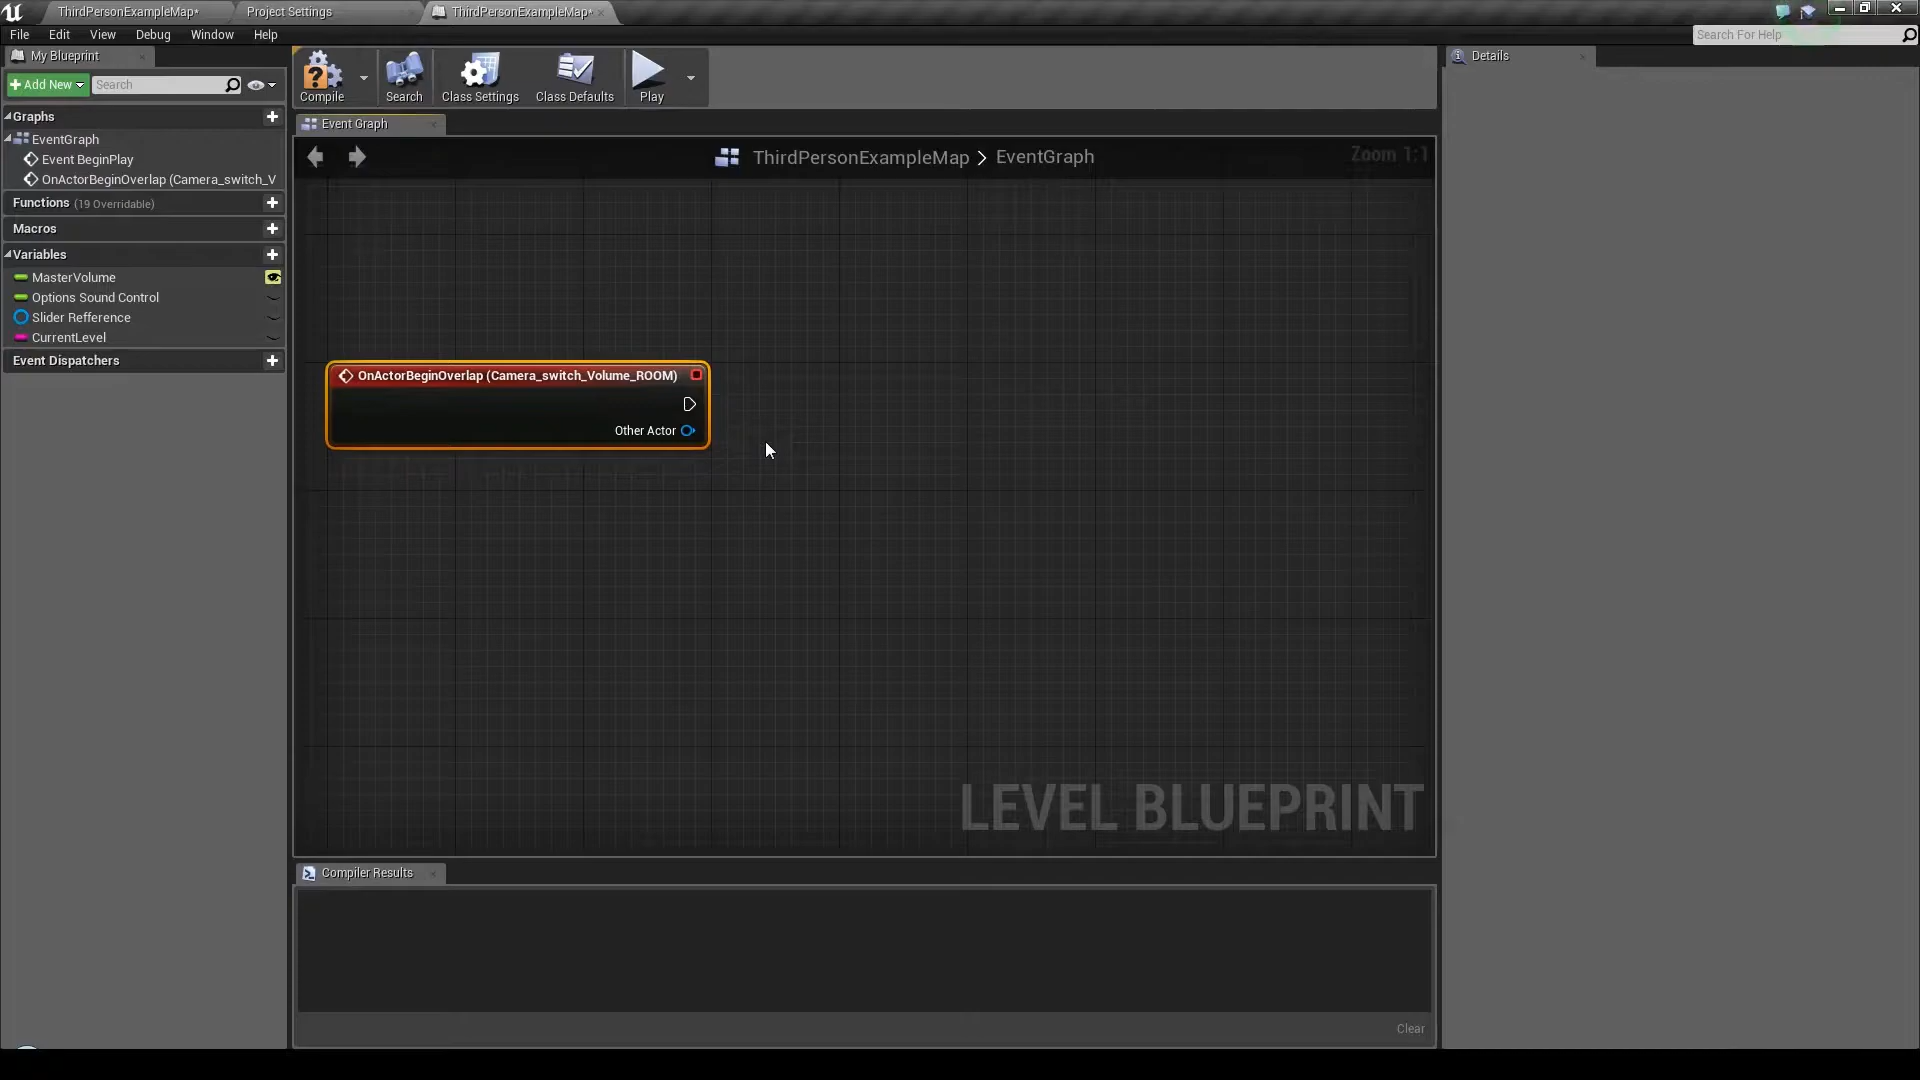 ThirdPersonExampleMap*
Project Settings
ThirdPersonExampleMap*
File Edit View Debug Window Help
Search For Help
My Blueprint
Add New
Search
Compile
Search
Class Settings
Class Defaults
Play
Details
Graphs
EventGraph
Event BeginPlay
OnActorBeginOverlap (Camera_switch_V
Functions (19 Overridable)
Macros
Variables
MasterVolume
Options Sound Control
Slider Refference
CurrentLevel
Event Dispatchers
Event Graph
ThirdPersonExampleMap > EventGraph
Zoom 1:1
OnActorBeginOverlap (Camera_switch_Volume_ROOM)
Other Actor
LEVEL BLUEPRINT
Compiler Results
Clear